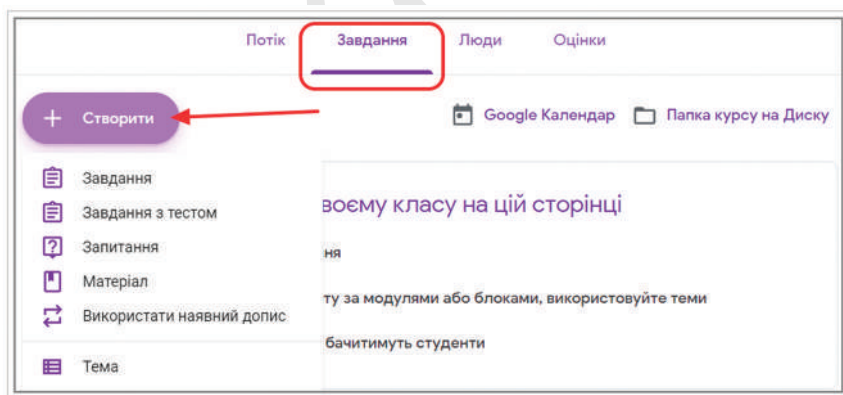 Потік Завдання Люди Оцінки
+ Створити
Google Календар Папка курсу на Диску
Завдання
Завдання з тестом
Запитання
Матеріал
Використати наявний допис
Тема
воєму класу на цій сторінці
ня
ту за модулями або блоками, використовуйте теми
бачитимуть студенти